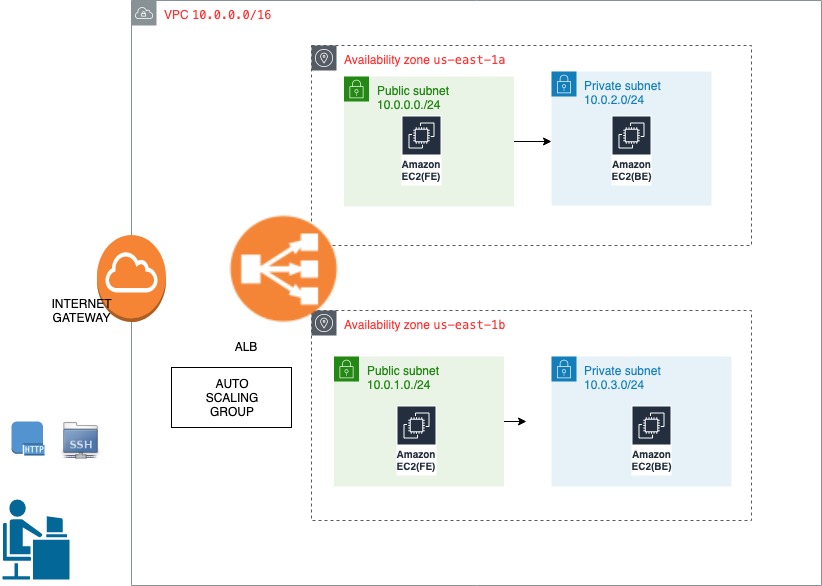 VPC 10.0.0.0/16
Availability zone us-east-1a
Public subnet
10.0.0.0./24
Amazon
EC2(FE)
Private subnet
10.0.2.0/24
Amazon
EC2(BE)
INTERNET
GATEWAY
ALB
AUTO
SCALING
GROUP
Availability zone us-east-1b
Public subnet
10.0.1.0./24
Amazon
EC2(FE)
Private subnet
10.0.3.0/24
Amazon
EC2(BE)
HTTP
SSH